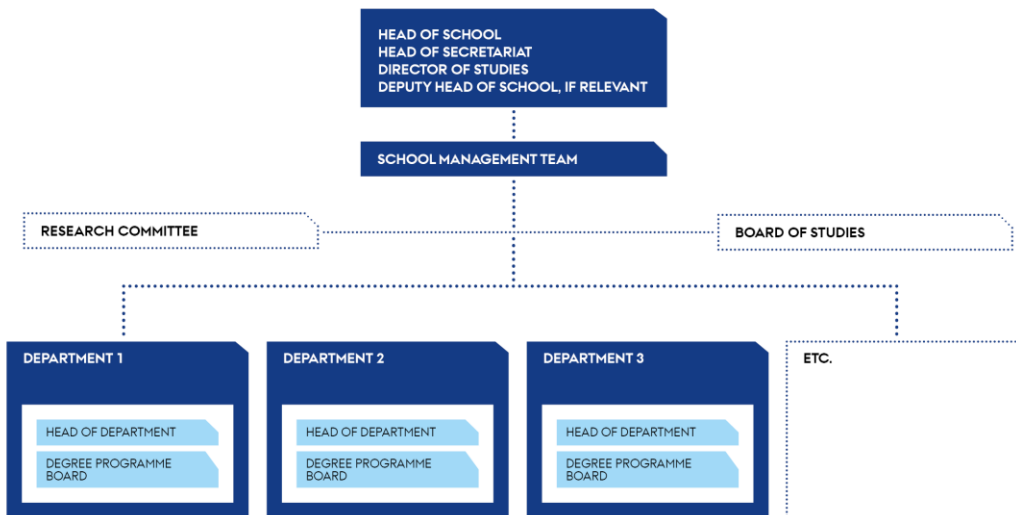 HEAD OF SCHOOL
HEAD OF SECRETARIAT
DIRECTOR OF STUDIES
DEPUTY HEAD OF SCHOOL, IF RELEVANT
SCHOOL MANAGEMENT TEAM
RESEARCH COMMITTEE
BOARD OF STUDIES
DEPARTMENT 1
HEAD OF DEPARTMENT
DEGREE PROGRAMME
BOARD
DEPARTMENT 2
HEAD OF DEPARTMENT
DEGREE PROGRAMME
BOARD
DEPARTMENT 3
HEAD OF DEPARTMENT
DEGREE PROGRAMME
BOARD
ETC.